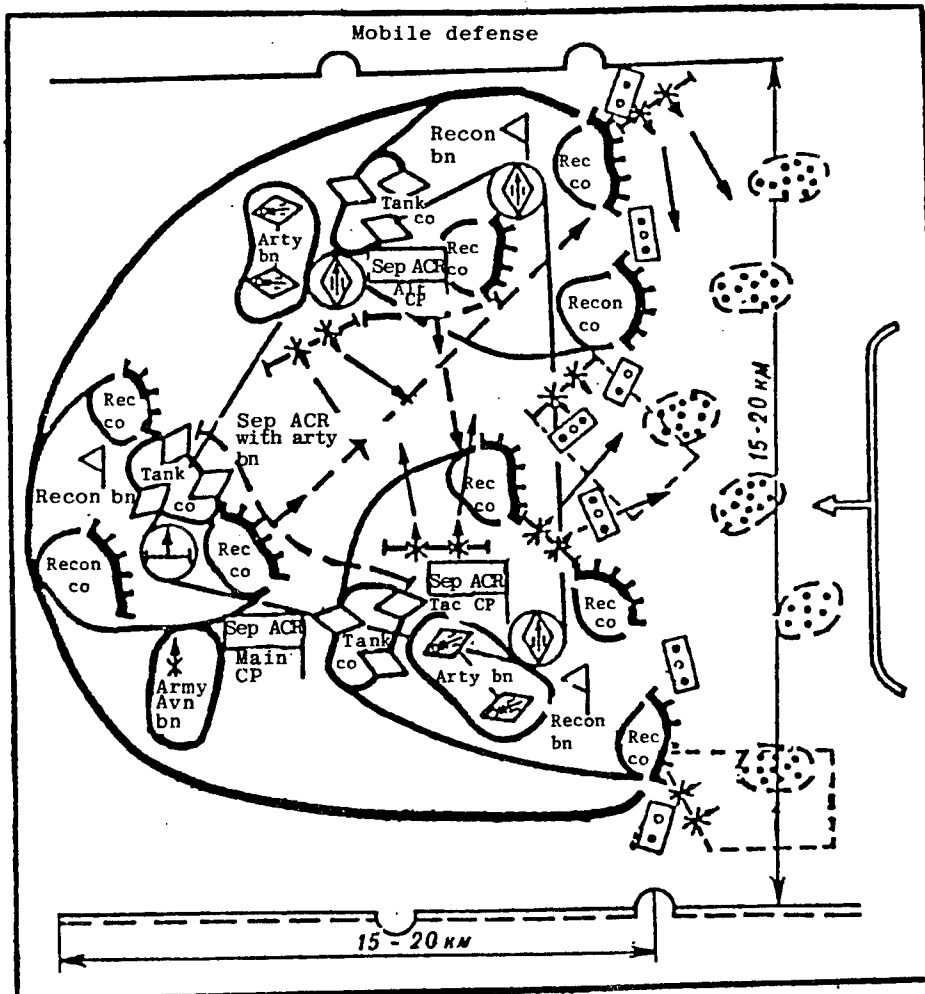 Mobile defense
Recon
bn
Rec
co
Tank
co
Arty
bn
Rec
co
Sep ACR
Alt
CP
Recon
co
Rec
co
Sep ACR
with arty
bn
Tank
co
Recon bn
Rec
co
Recon
co
Rec
co
Sep ACR
Tac CP
Rec
co
Sep ACR
Main
CP
Tank
co
Arty bn
Army
Avn
bn
Recon
bn
Rec
co
15-20 км
15 - 20 км